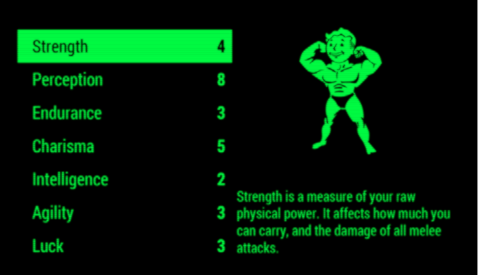 Strength 4
Perception 8
Endurance 3
Charisma 5
Intelligence 2
Agility 3
Luck 3
Strength is a measure of your raw
physical power. It affects how much you
can carry, and the damage of all melee
attacks.